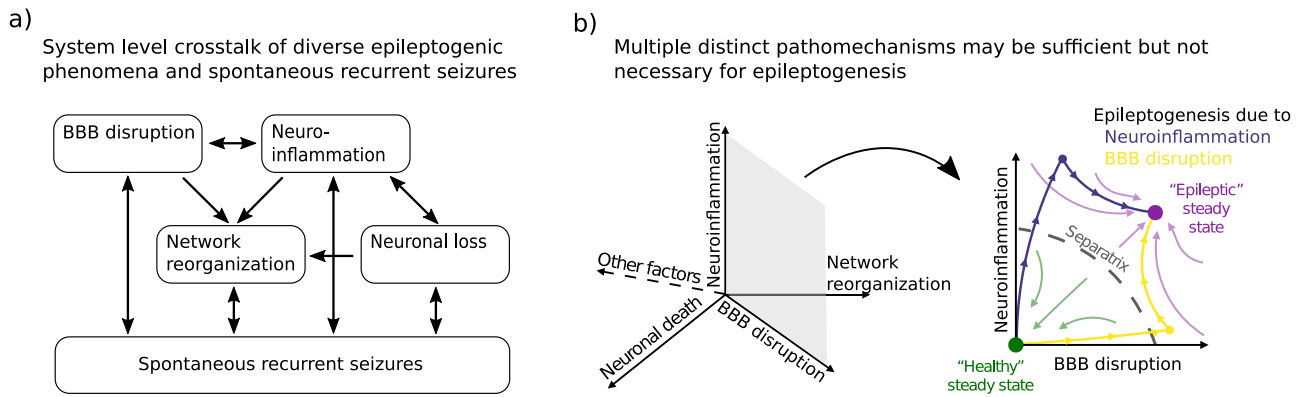 a)
System level crosstalk of diverse epileptogenic
phenomena and spontaneous recurrent seizures
BBB disruption
Neuro-
inflammation
Network
reorganization
Neuronal loss
Spontaneous recurrent seizures
b)
Multiple distinct pathomechanisms may be sufficient but not
necessary for epileptogenesis
Neuroinflammation
Other factors
Network
reorganization
Neuronal death
BBB disruption
Epileptogenesis due to
Neuroinflammation
BBB disruption
Neuroinflammation
"Epileptic"
steady
state
Separatrix
"Healthy"
steady state
BBB disruption